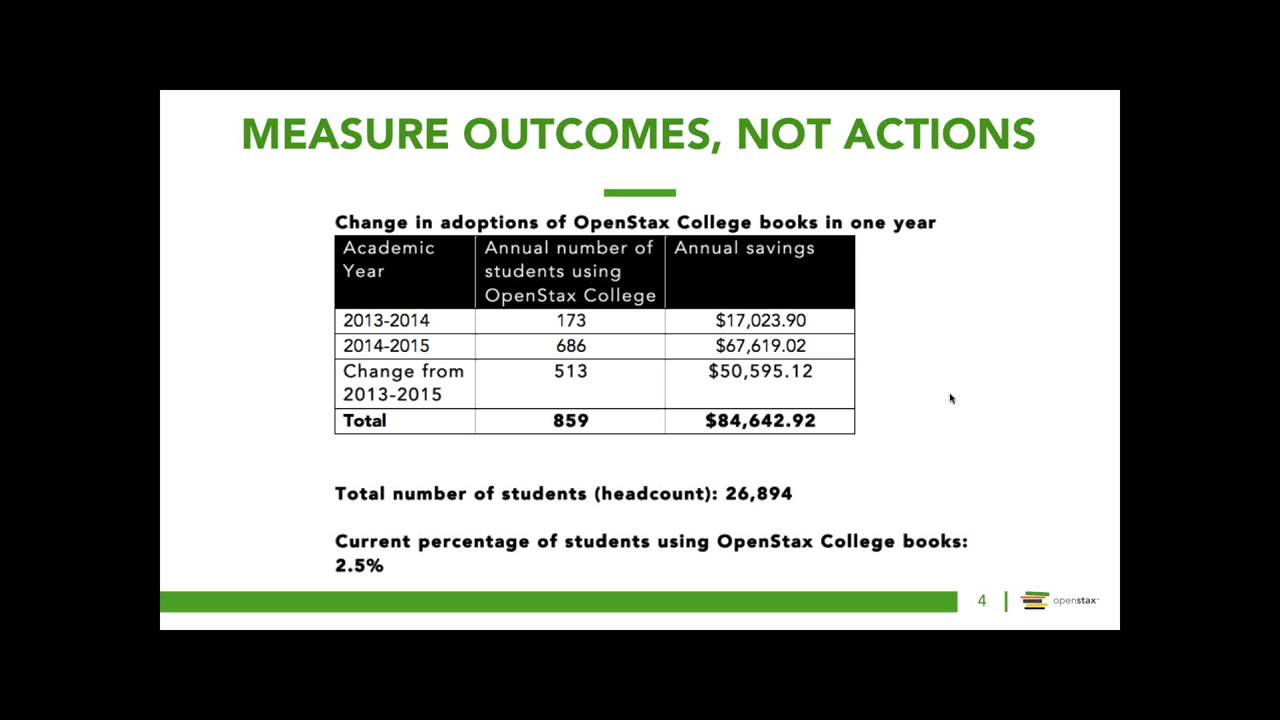 MEASURE OUTCOMES, NOT ACTIONS
Change in adoptions of OpenStax College books in one year
Academic Year
Annual number of students using OpenStax College
Annual savings
2013-2014 173 $17,023.90
2014-2015 686 $67,619.02
Change from 2013-2015 513 $50,595.12
Total 859 $84,642.92
Total number of students (headcount): 26,894
Current percentage of students using OpenStax College books:
2.5%
4
openstax™